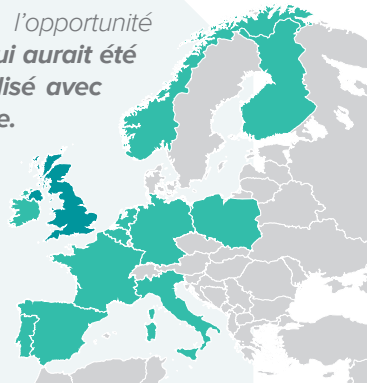 l'opportunité
ui aurait été
lisé avec
e.